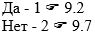 Да - 1 ☞ 9.2
Нет - 2 ☞ 9.7